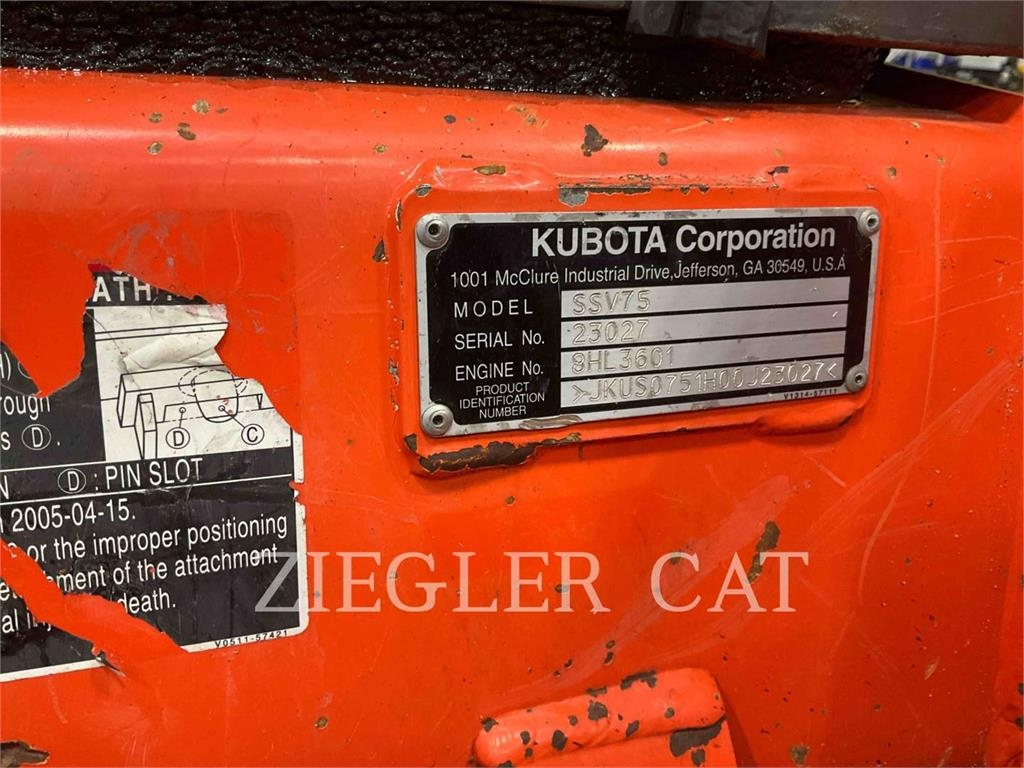 KUBOTA Corporation
1001 McClure Industrial Drive, Jefferson, GA 30549, U.S.A
MODEL SSV75
SERIAL No. 23027
ENGINE No. 8HL3601
PRODUCT IDENTIFICATION NUMBER >JKUS0751H00J23027<
V1314-57111
ATH
rough
s Ⓓ.
Ⓓ
Ⓒ
N Ⓓ : PIN SLOT
2005-04-15.
or the improper positioning
ment of the attachment
death.
V0511-57421
ZIEGLER CAT